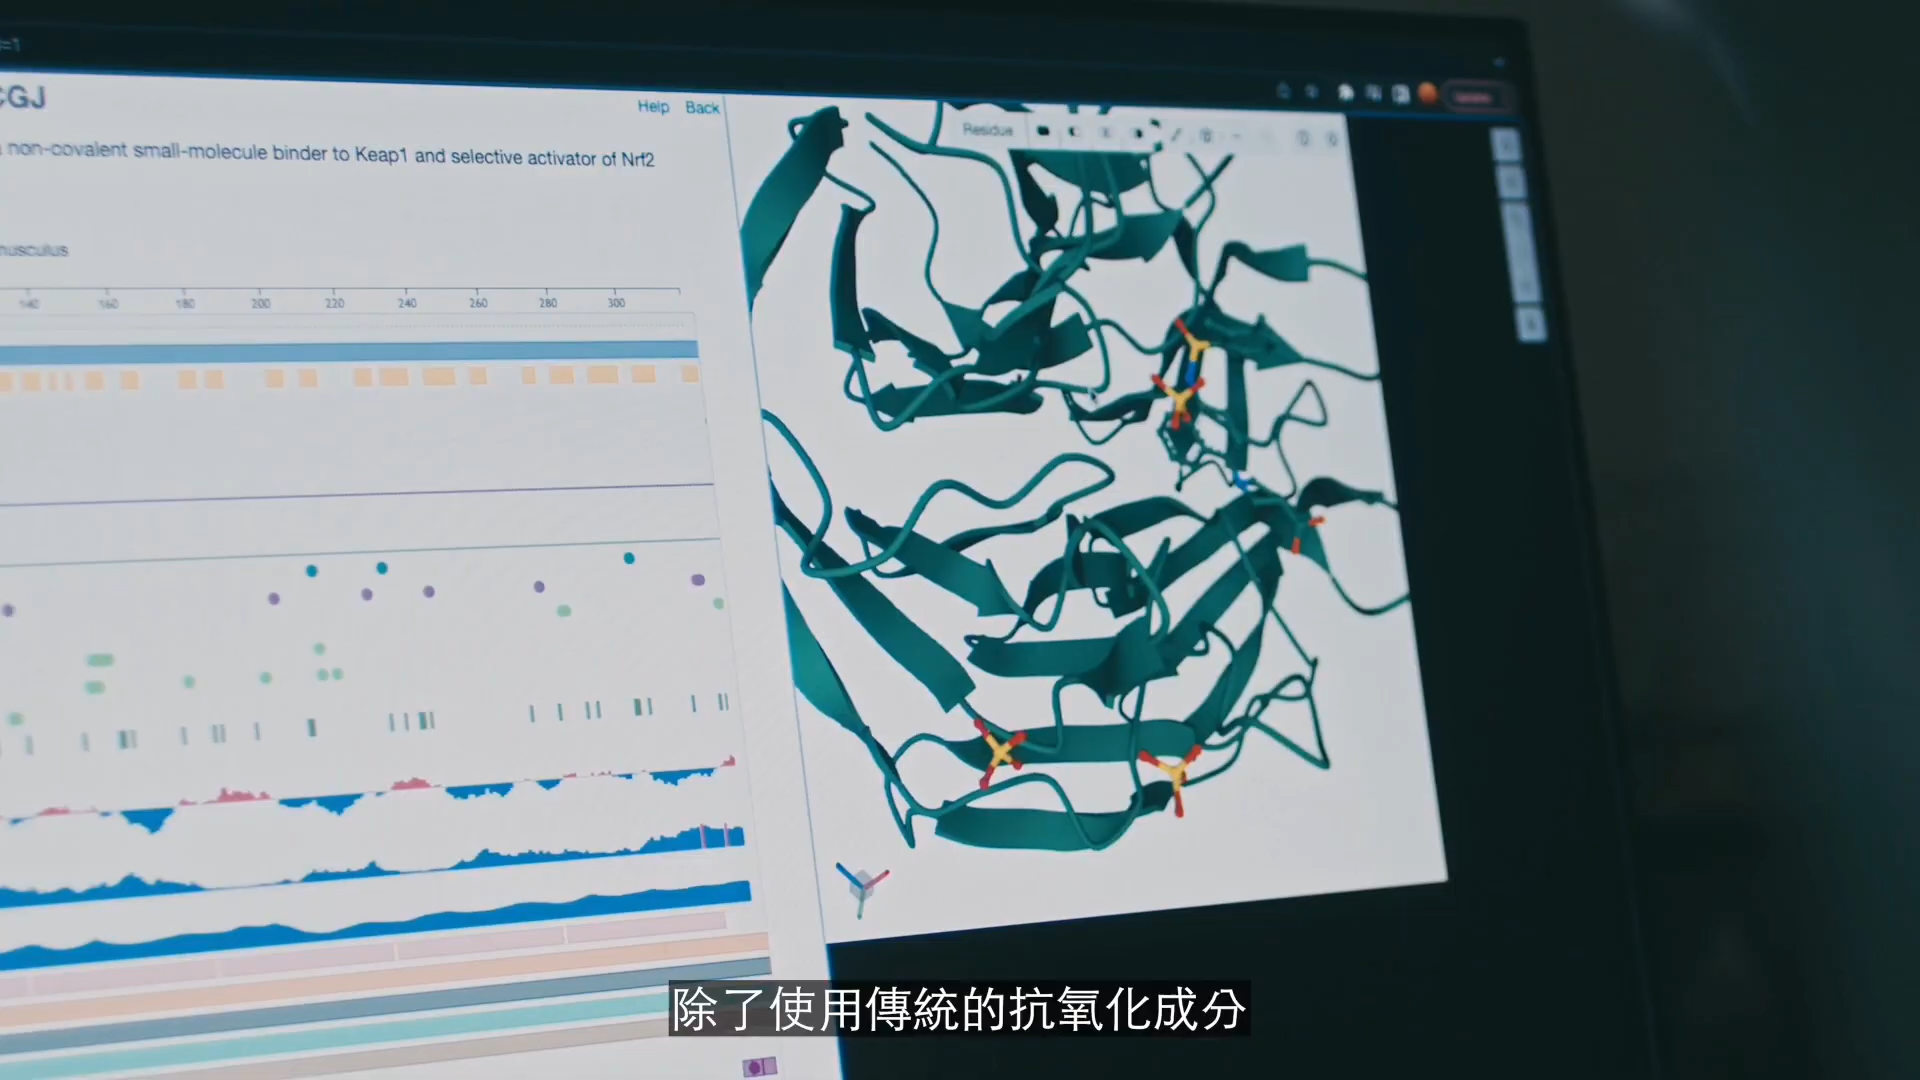 =1
CGJ
Help Back
non-covalent small-molecule binder to Keap1 and selective activator of Nrf2
musculus
140 160 180 200 220 240 260 280 300
Residue
除了使用傳統的抗氧化成分